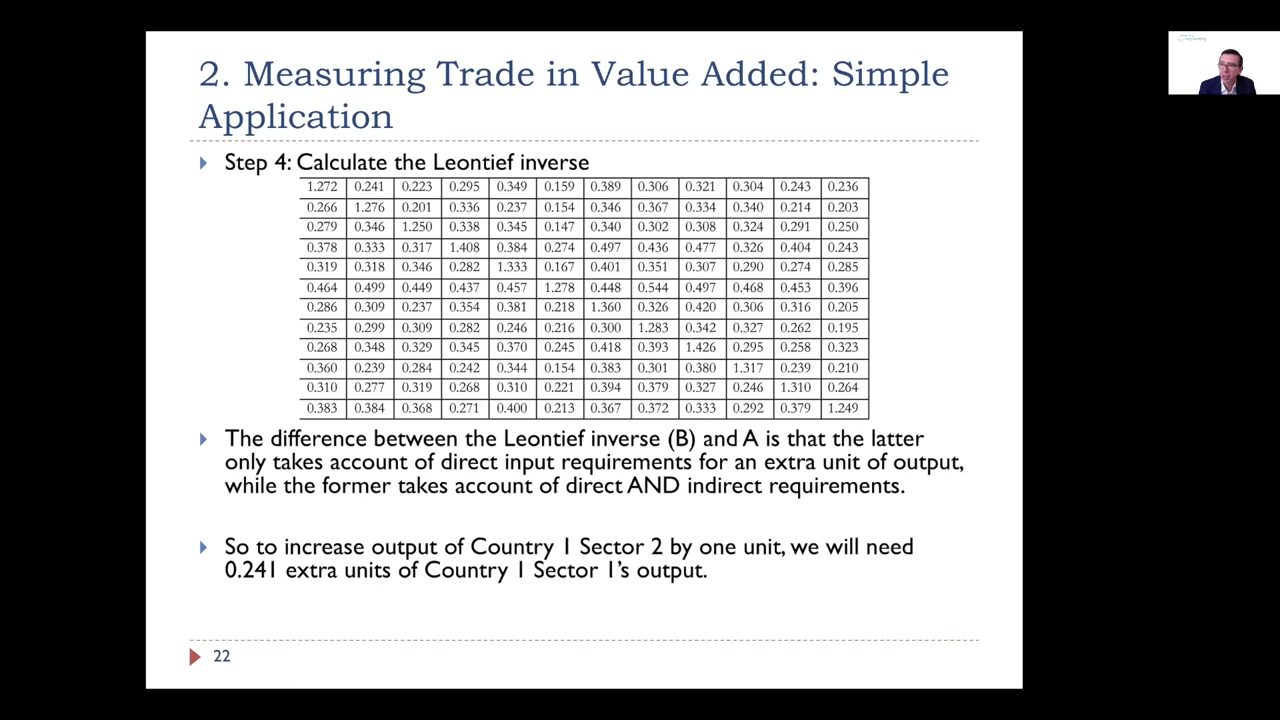 2. Measuring Trade in Value Added: Simple
Application
Step 4: Calculate the Leontief inverse
1.272 0.241 0.223 0.295 0.349 0.159 0.389 0.306 0.321 0.304 0.243 0.236
0.266 1.276 0.201 0.336 0.237 0.154 0.346 0.367 0.334 0.340 0.214 0.203
0.279 0.346 1.250 0.338 0.345 0.147 0.340 0.302 0.308 0.324 0.291 0.250
0.378 0.333 0.317 1.408 0.384 0.274 0.497 0.436 0.477 0.326 0.404 0.243
0.319 0.318 0.346 0.282 1.333 0.167 0.401 0.351 0.307 0.290 0.274 0.285
0.464 0.499 0.449 0.437 0.457 1.278 0.448 0.544 0.497 0.468 0.453 0.396
0.286 0.309 0.237 0.354 0.381 0.218 1.360 0.326 0.420 0.306 0.316 0.205
0.235 0.299 0.309 0.282 0.246 0.216 0.300 1.283 0.342 0.327 0.262 0.195
0.268 0.348 0.329 0.345 0.370 0.245 0.418 0.393 1.426 0.295 0.258 0.323
0.360 0.239 0.284 0.242 0.344 0.154 0.383 0.301 0.380 1.317 0.239 0.210
0.310 0.277 0.319 0.268 0.310 0.221 0.394 0.379 0.327 0.246 1.310 0.264
0.383 0.384 0.368 0.271 0.400 0.213 0.367 0.372 0.333 0.292 0.379 1.249
The difference between the Leontief inverse (B) and A is that the latter
only takes account of direct input requirements for an extra unit of output,
while the former takes account of direct AND indirect requirements.
So to increase output of Country 1 Sector 2 by one unit, we will need
0.241 extra units of Country 1 Sector 1's output.
22